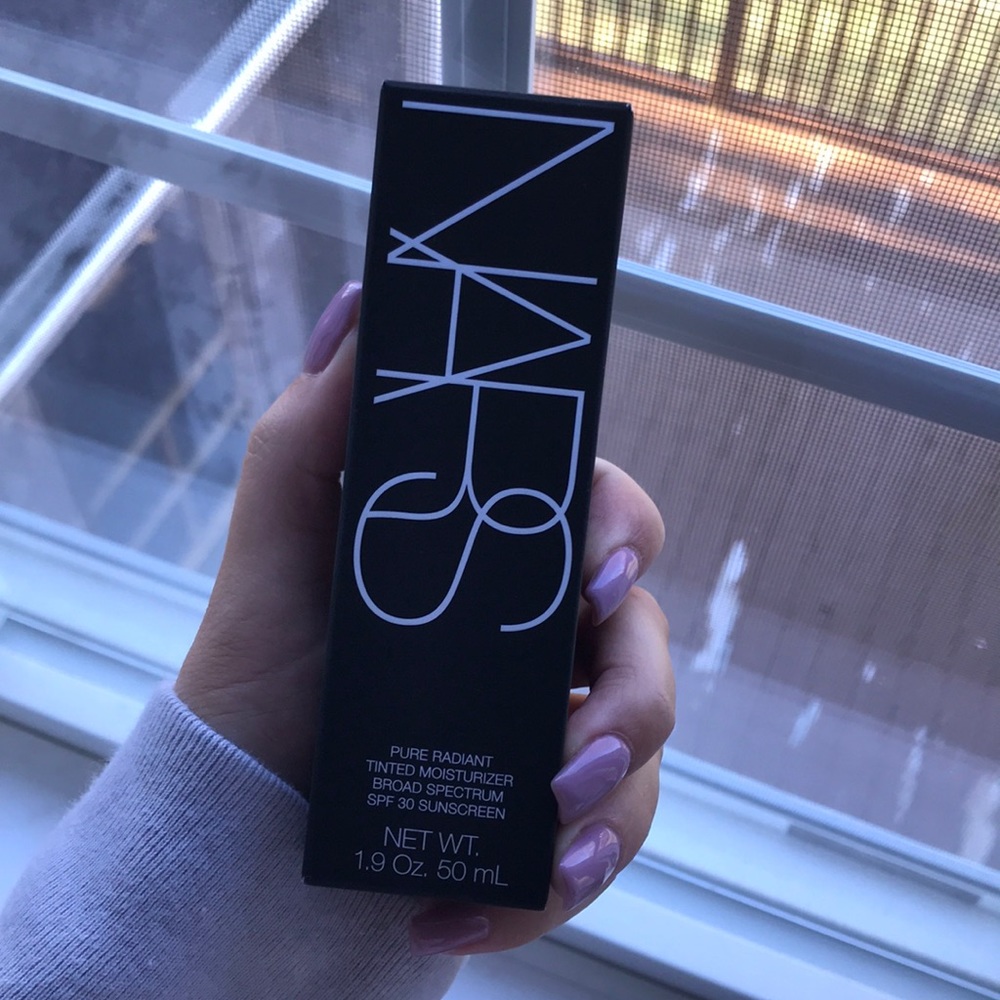 NARS
PURE RADIANT
TINTED MOISTURIZER
BROAD SPECTRUM
SPF 30 SUNSCREEN
NET WT.
1.9 Oz. 50 mL